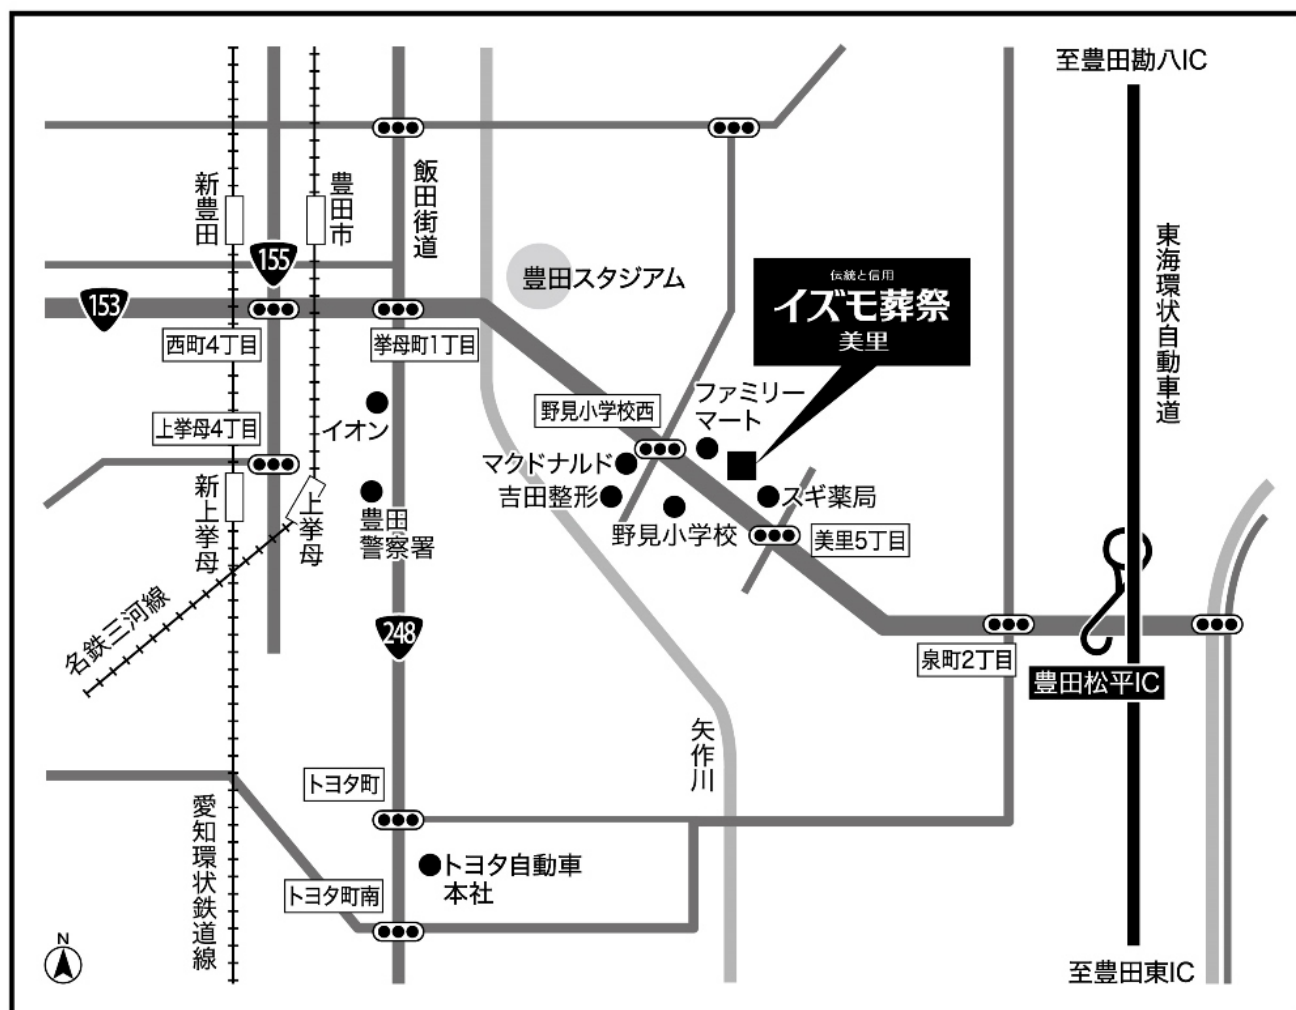 至豊田勘八IC
新豊田
豊田市
飯田街道
155
153
豊田スタジアム
伝統と信用
イズモ葬祭
美里
東海環状自動車道
西町4丁目
挙母町1丁目
イオン
上挙母4丁目
野見小学校西
ファミリー
マート
マクドナルド
吉田整形
スギ薬局
野見小学校
美里5丁目
新上挙母
上挙母
豊田
警察署
名鉄三河線
248
泉町2丁目
豊田松平IC
矢作川
トヨタ町
愛知環状鉄道線
トヨタ自動車
本社
トヨタ町南
N
至豊田東IC